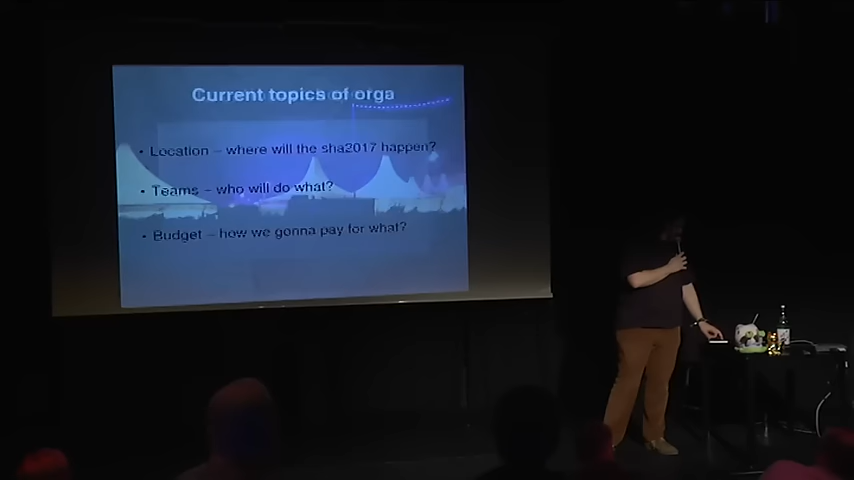 Current topics of orga
• Location – where will the sha2017 happen?
• Teams – who will do what?
• Budget – how we gonna pay for what?